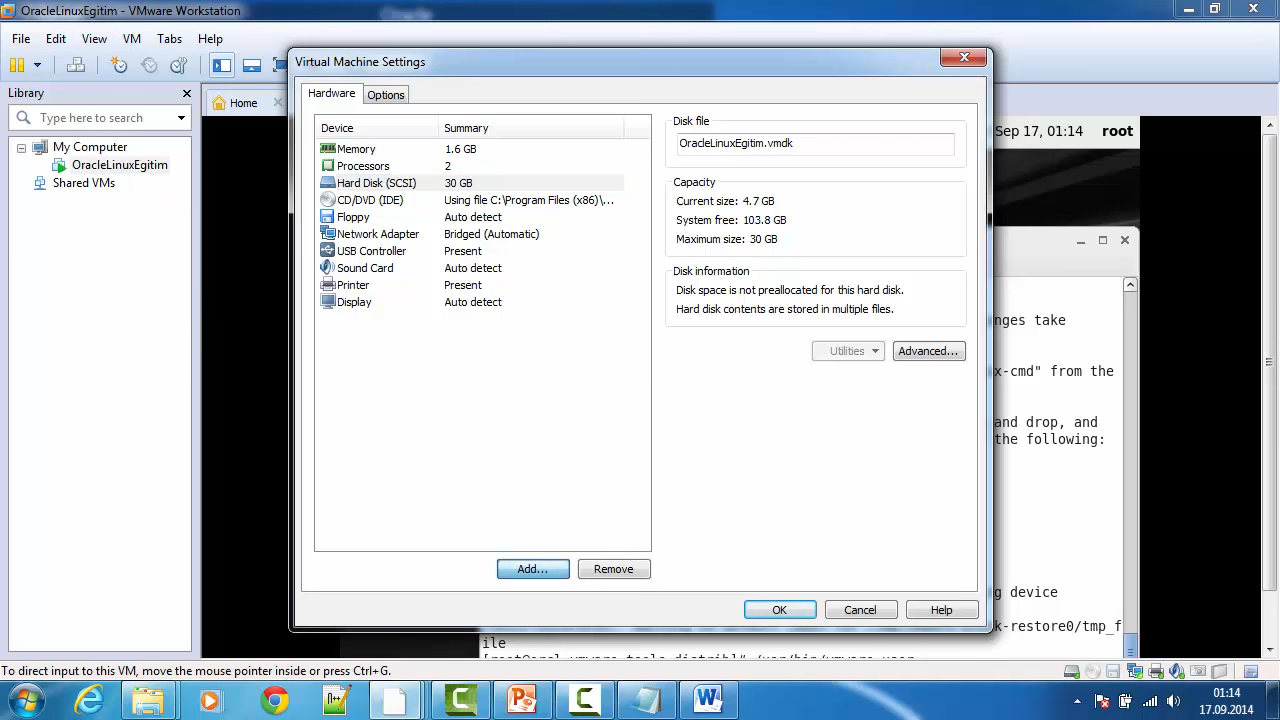 OracleLinuxEgitim - VMware Workstation
File Edit View VM Tabs Help
Library
Type here to search
My Computer
OracleLinuxEgitim
Shared VMs
Home
Virtual Machine Settings
Hardware Options
Device Summary
Memory 1.6 GB
Processors 2
Hard Disk (SCSI) 30 GB
CD/DVD (IDE) Using file C:\Program Files (x86)\...
Floppy Auto detect
Network Adapter Bridged (Automatic)
USB Controller Present
Sound Card Auto detect
Printer Present
Display Auto detect
Add... Remove
Disk file
OracleLinuxEgitim.vmdk
Capacity
Current size: 4.7 GB
System free: 103.8 GB
Maximum size: 30 GB
Disk information
Disk space is not preallocated for this hard disk.
Hard disk contents are stored in multiple files.
Utilities Advanced...
OK Cancel Help
Sep 17, 01:14 root
nges take
x-cmd" from the
and drop, and
the following:
g device
k-restore0/tmp_f
ile
To direct input to this VM, move the mouse pointer inside or press Ctrl+G.
01:14
17.09.2014